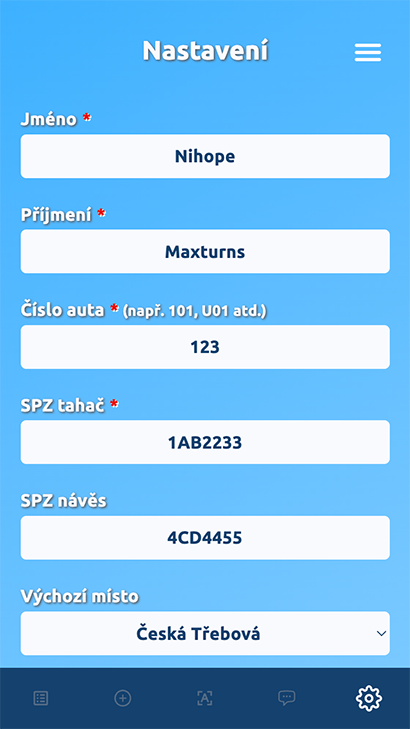 Nastavení
Jméno *
Nihope
Příjmení *
Maxturns
Číslo auta * (např. 101, U01 atd.)
123
SPZ tahač *
1AB2233
SPZ návěs
4CD4455
Výchozí místo
Česká Třebová